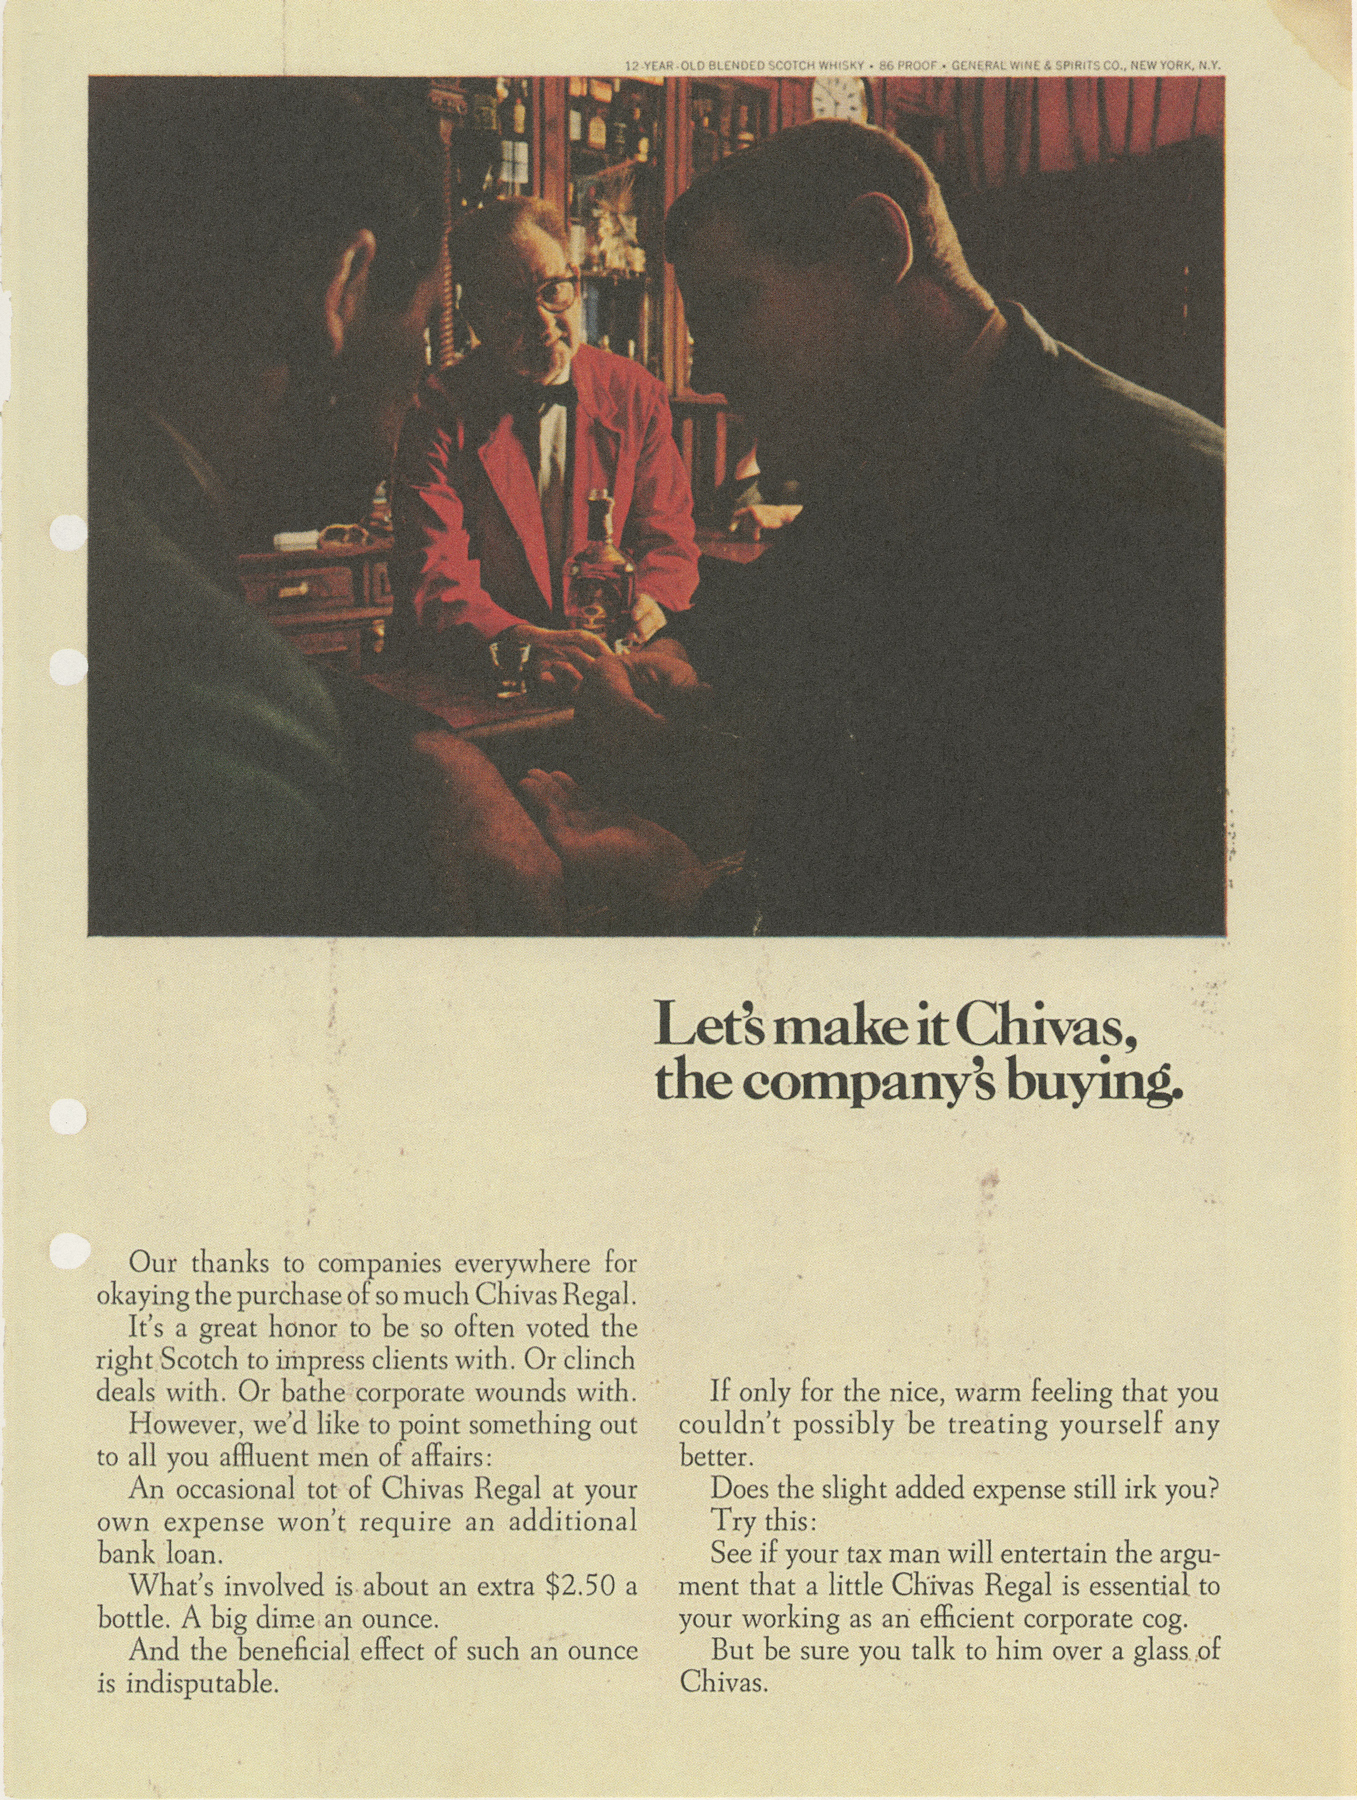 12-YEAR-OLD BLENDED SCOTCH WHISKY • 86 PROOF • GENERAL WINE & SPIRITS CO., NEW YORK, N.Y.
Let's make it Chivas,
the company's buying.
Our thanks to companies everywhere for
okaying the purchase of so much Chivas Regal.
It's a great honor to be so often voted the
right Scotch to impress clients with. Or clinch
deals with. Or bathe corporate wounds with.
However, we'd like to point something out
to all you affluent men of affairs:
An occasional tot of Chivas Regal at your
own expense won't require an additional
bank loan.
What's involved is about an extra $2.50 a
bottle. A big dime an ounce.
And the beneficial effect of such an ounce
is indisputable.
If only for the nice, warm feeling that you
couldn't possibly be treating yourself any
better.
Does the slight added expense still irk you?
Try this:
See if your tax man will entertain the argu-
ment that a little Chivas Regal is essential to
your working as an efficient corporate cog.
But be sure you talk to him over a glass of
Chivas.